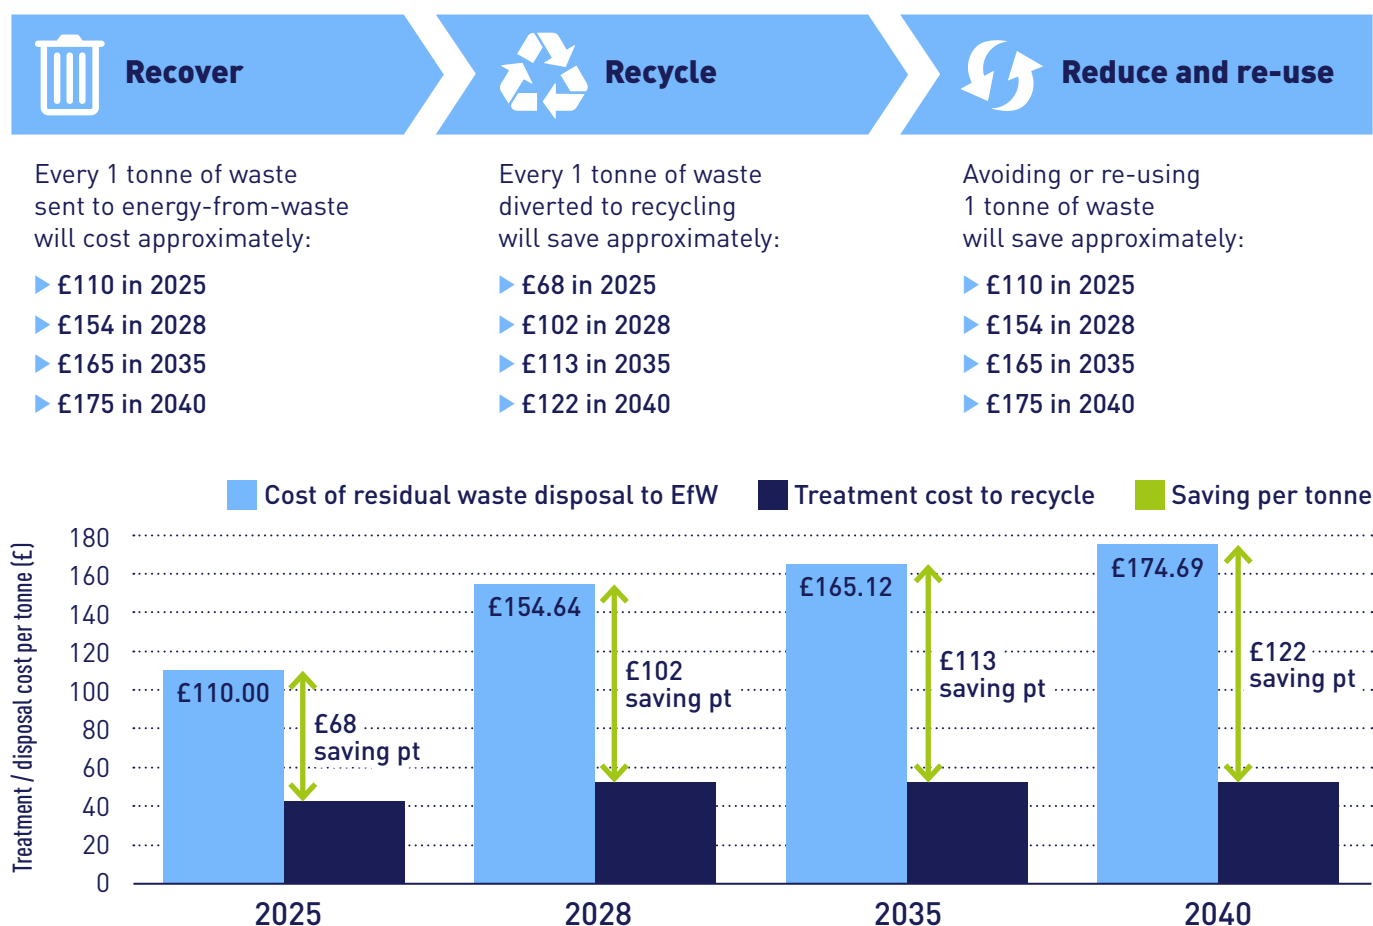 Recover
Recycle
Reduce and re-use
Every 1 tonne of waste
sent to energy-from-waste
will cost approximately:
£110 in 2025
£154 in 2028
£165 in 2035
£175 in 2040
Every 1 tonne of waste
diverted to recycling
will save approximately:
£68 in 2025
£102 in 2028
£113 in 2035
£122 in 2040
Avoiding or re-using
1 tonne of waste
will save approximately:
£110 in 2025
£154 in 2028
£165 in 2035
£175 in 2040
Cost of residual waste disposal to EfW
Treatment cost to recycle
Saving per tonne
Treatment / disposal cost per tonne (£)
180
160
140
120
100
80
60
40
20
0
£110.00
£68
saving pt
£154.64
£102
saving pt
£165.12
£113
saving pt
£174.69
£122
saving pt
2025
2028
2035
2040